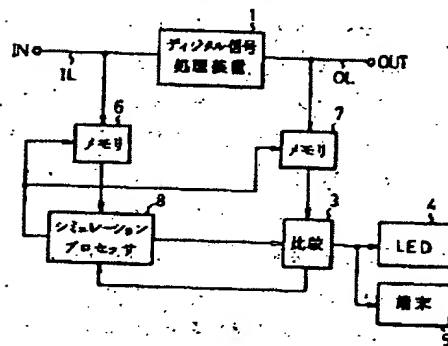 1
ディジタル信号
処理装置
IN
IL
OL
OUT
6
メモリ
7
メモリ
8
シミュレーション
プロセッサ
3
比較
4
LED
端末
5